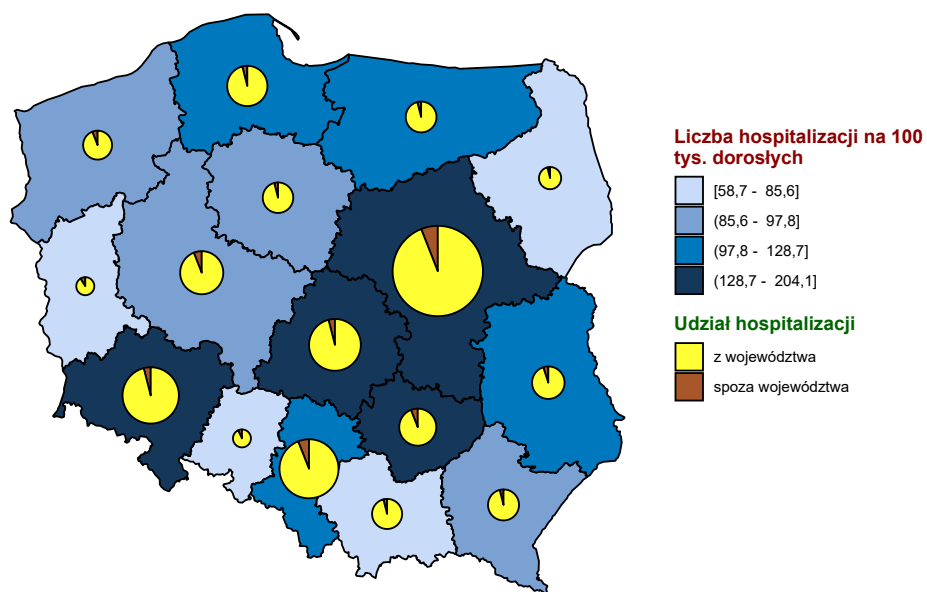 Liczba hospitalizacji na 100
tys. dorosłych
[58,7 - 85,6]
(85,6 - 97,8]
(97,8 - 128,7]
(128,7 - 204,1]
Udział hospitalizacji
z województwa
spoza województwa